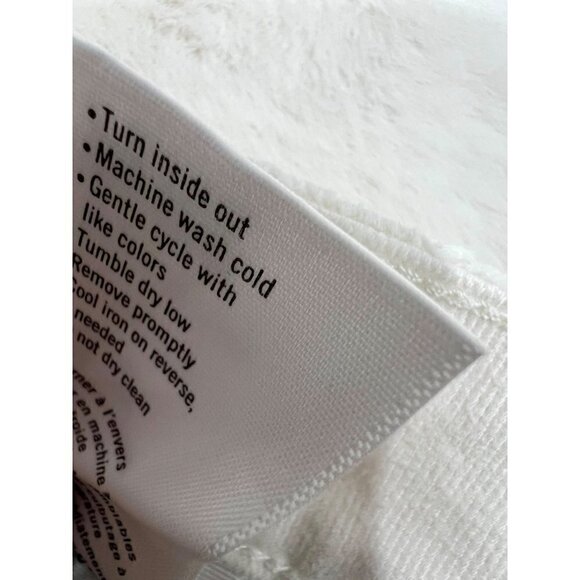 • Turn inside out
• Machine wash cold
• Gentle cycle with
like colors
Tumble dry low
Remove promptly
Cool iron on reverse,
needed
not dry clean
à l'envers
en machine
froide